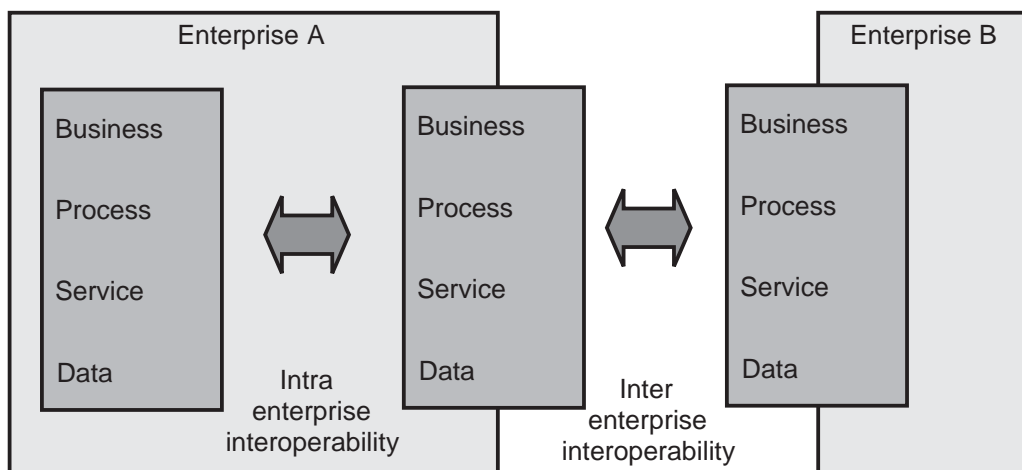 Enterprise A
Enterprise B
Business
Process
Service
Data
Intra
enterprise
interoperability
Business
Process
Service
Data
Inter
enterprise
interoperability
Business
Process
Service
Data